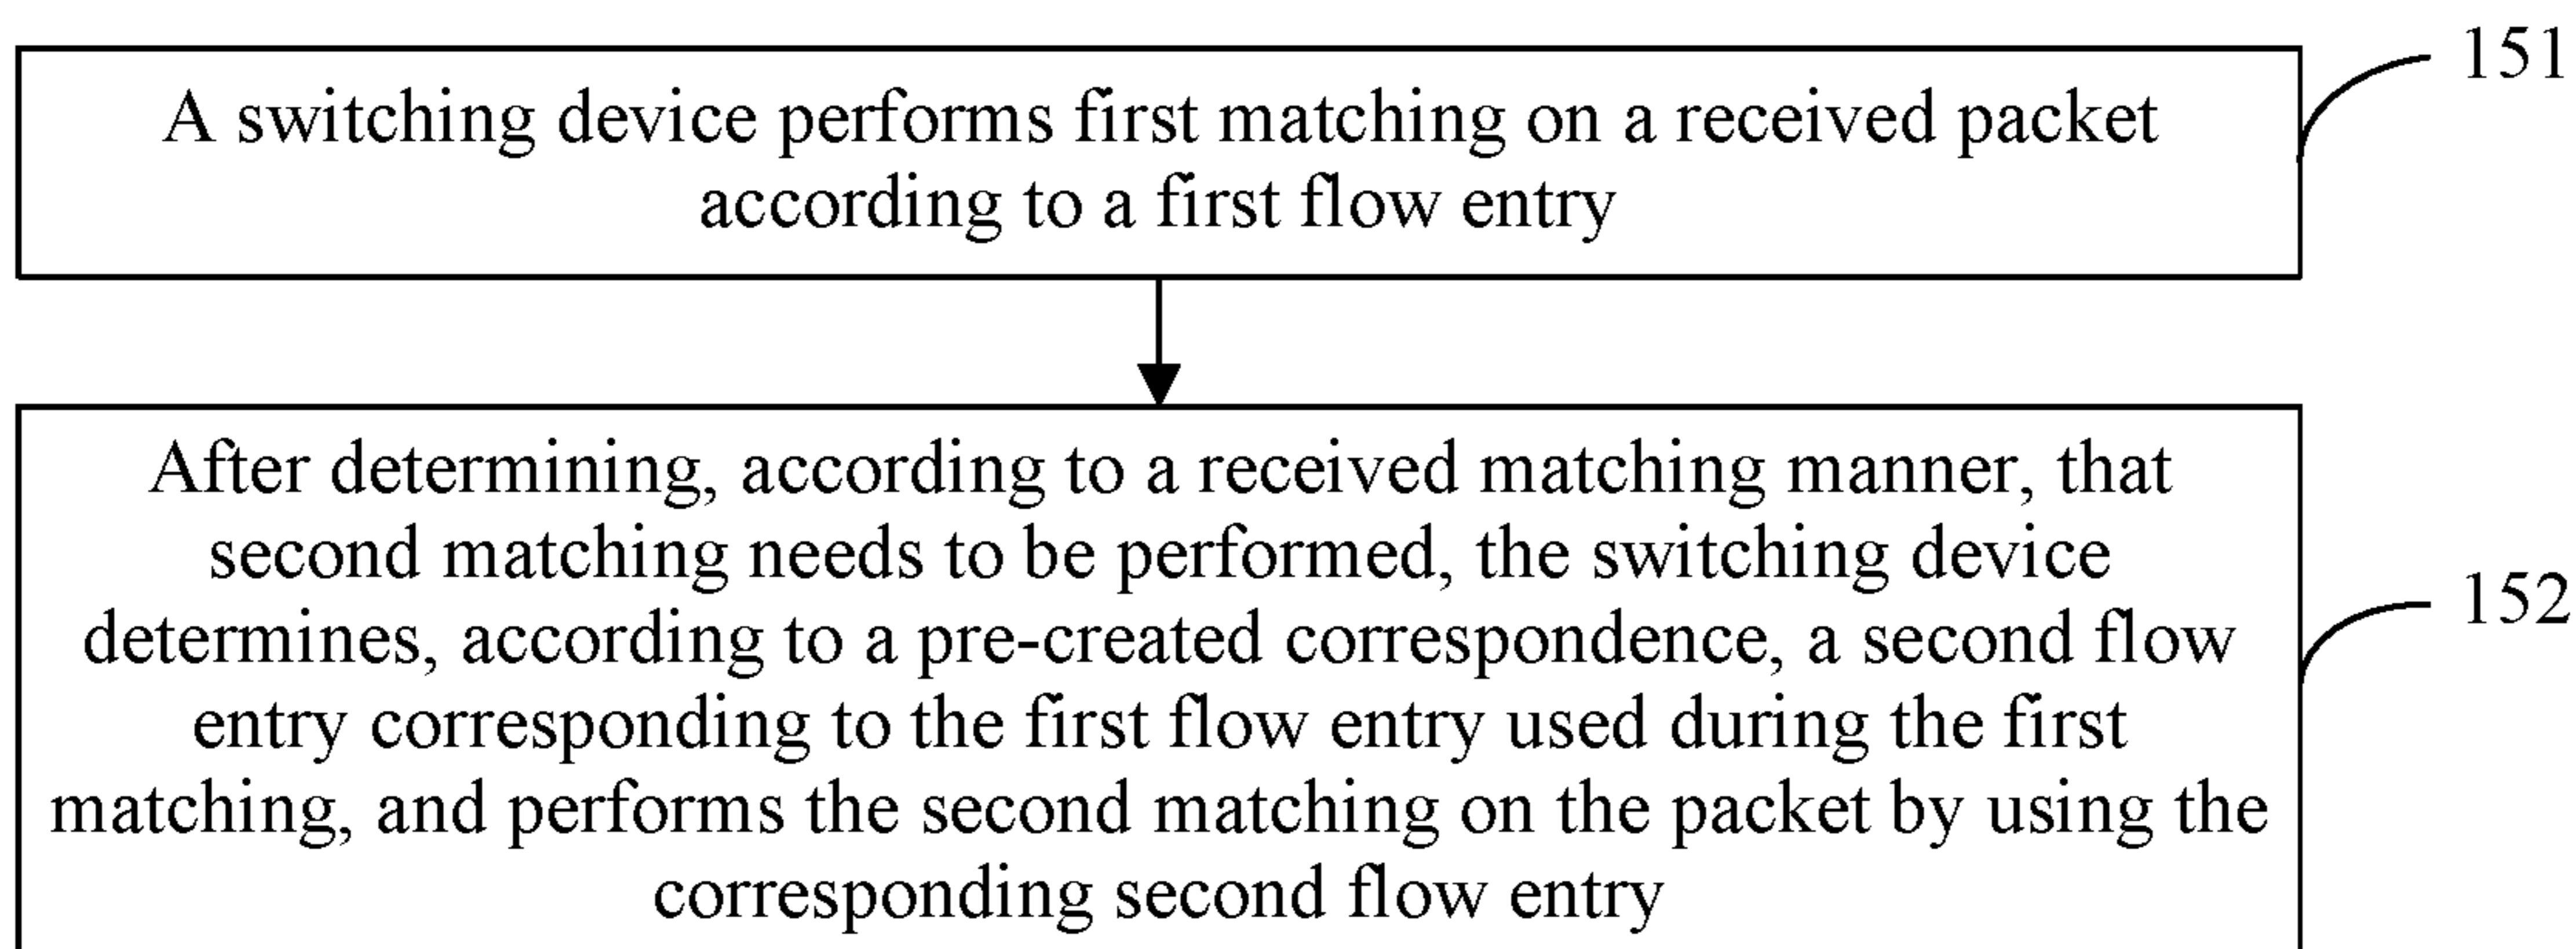 151
A switching device performs first matching on a received packet
according to a first flow entry
After determining, according to a received matching manner, that
second matching needs to be performed, the switching device
determines, according to a pre-created correspondence, a second flow
entry corresponding to the first flow entry used during the first
matching, and performs the second matching on the packet by using the
corresponding second flow entry
152